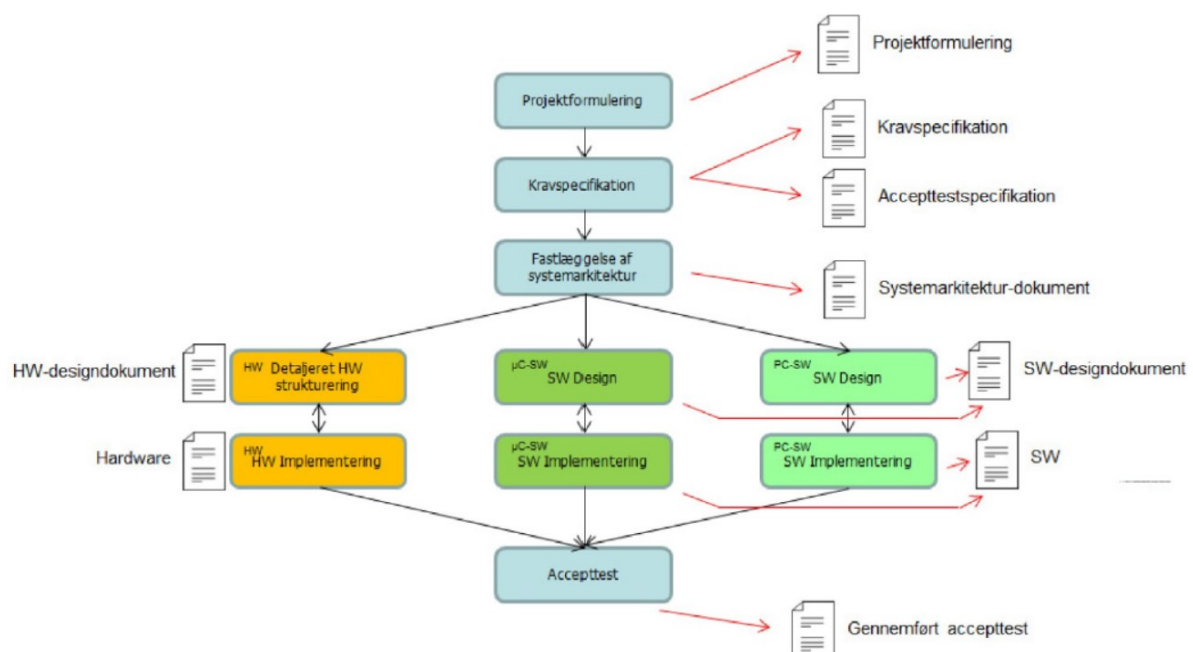 Projektformulering
Projektformulering
Kravspecifikation
Kravspecifikation
Accepttestspecifikation
Fastlæggelse af
systemarkitektur
Systemarkitektur-dokument
HW-designdokument
HW Detaljeret HW
strukturering
µC-SW
SW Design
PC-SW
SW Design
SW-designdokument
Hardware
HW
HW Implementering
µC-SW
SW Implementering
PC-SW
SW Implementering
SW
Accepttest
Gennemført accepttest